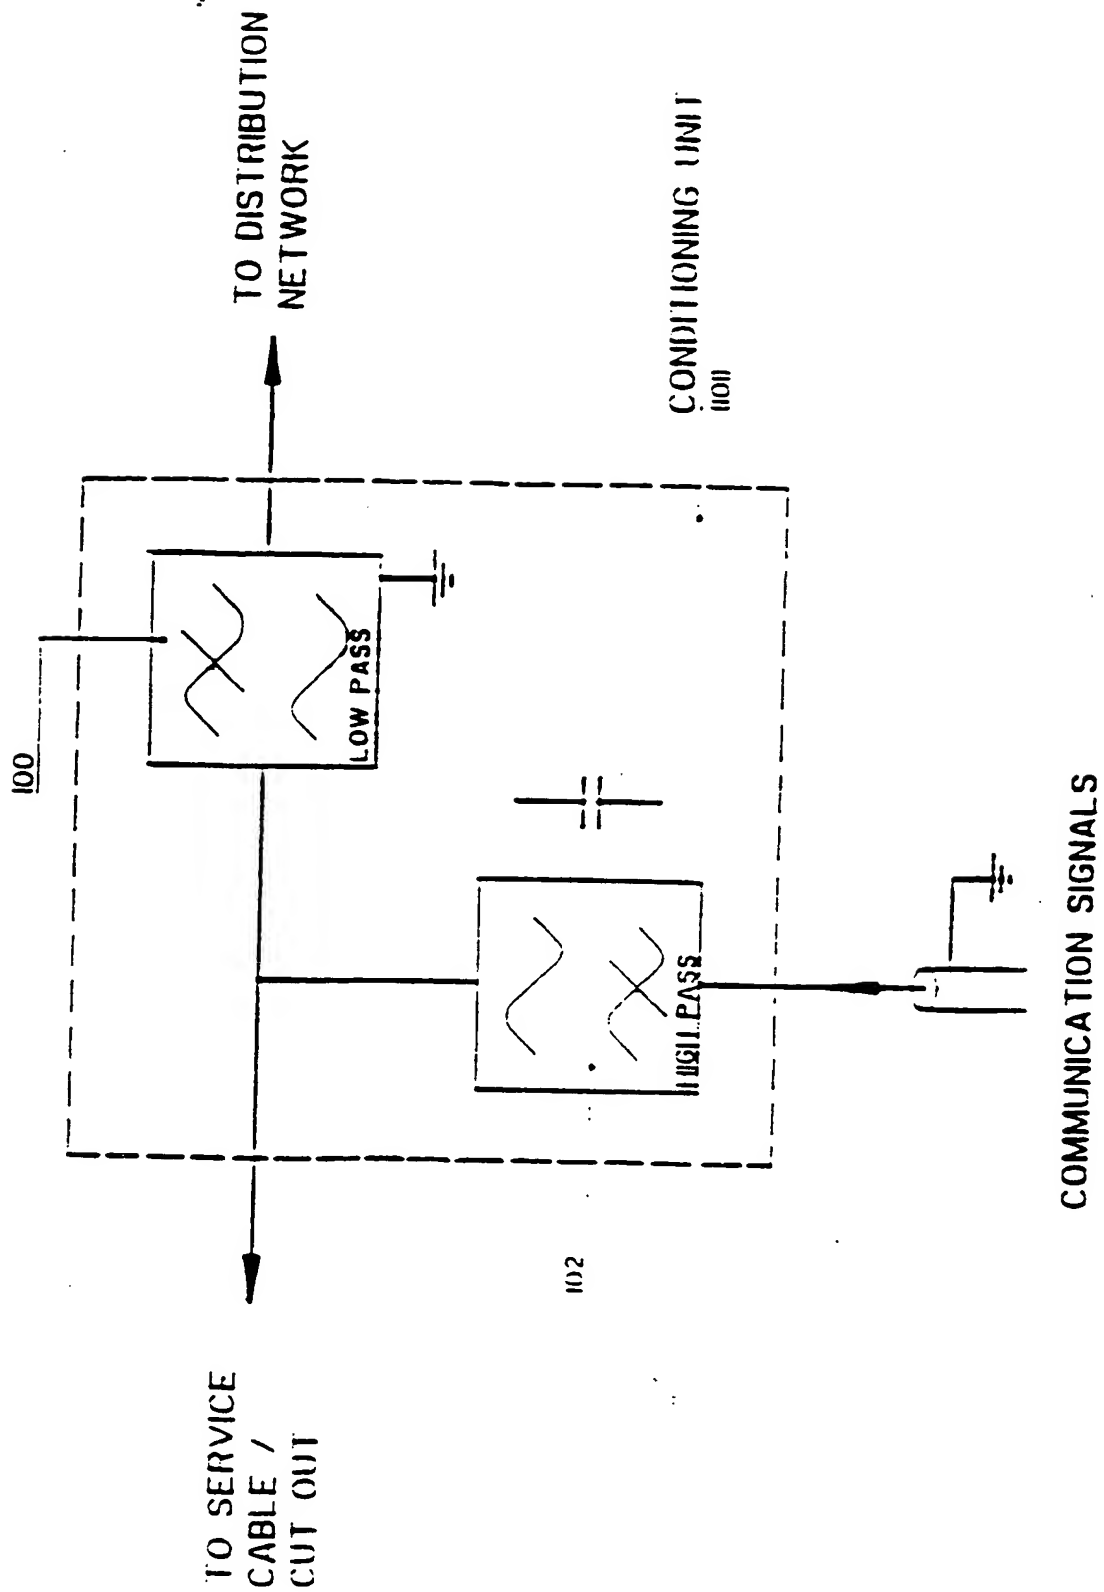 100
TO DISTRIBUTION
NETWORK
LOW PASS
TO SERVICE
CABLE /
CUT OUT
HIGH PASS
102
CONDITIONING UNIT
COMMUNICATION SIGNALS